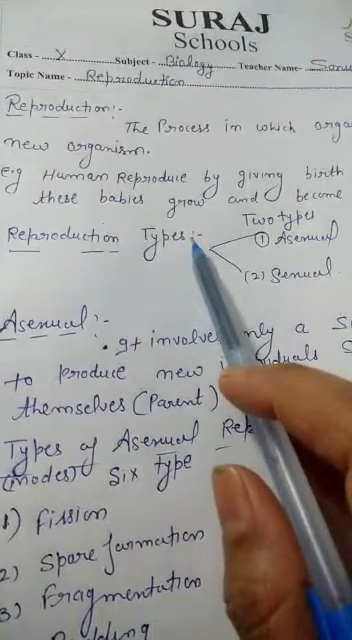 SURAJ
Schools
Class - X Subject - Biology Teacher Name-
Topic Name - Reproduction
Reproduction :-
The Process in which
new organism.
e.g Human Reproduce by giving birth
these babies grow and become
Two types
Reproduction Types :- (1) Asexual
(2) Sexual
Asexual :-
. It only a
to produce new
themselves (Parent)
Types of Asexual
(modes) Six type
1) Fission
2) Spore formation
3) Fragmentation
Budding